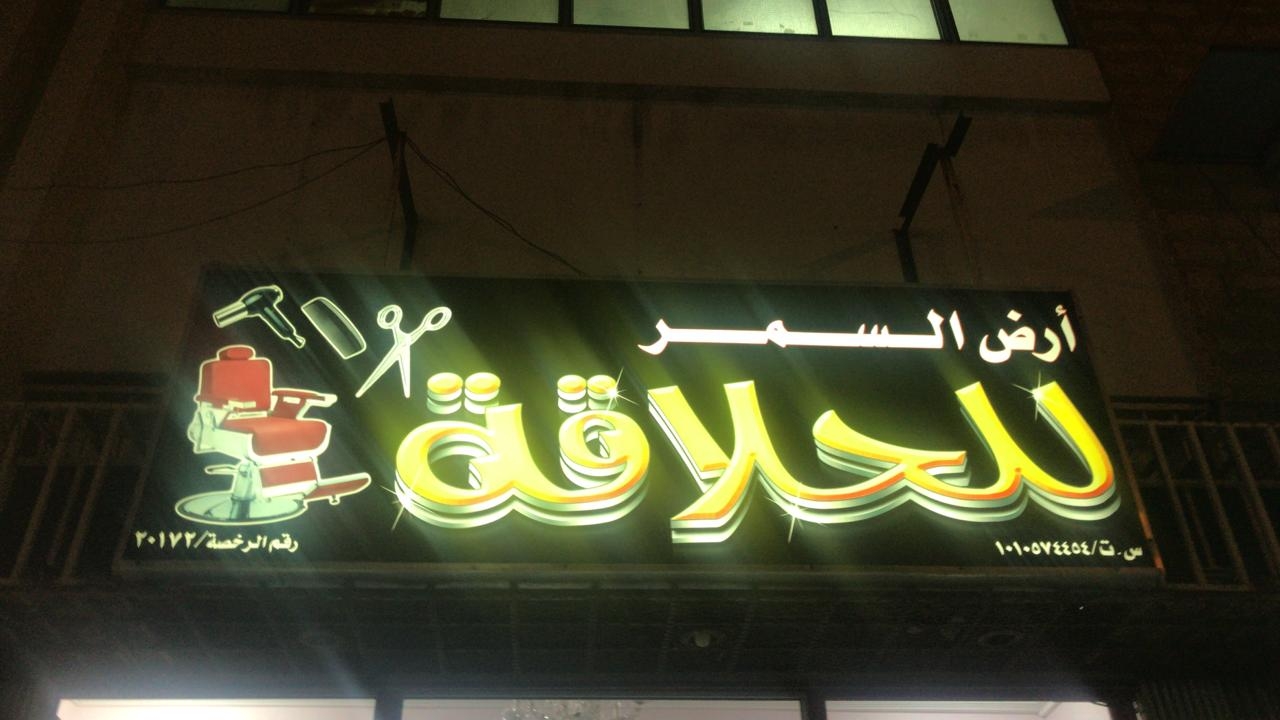 أرض السمر
للحلاقة
س.ت/١٠١٠٥٧٤٤٥٤
رقم الرخصة/٢٠١٧٢